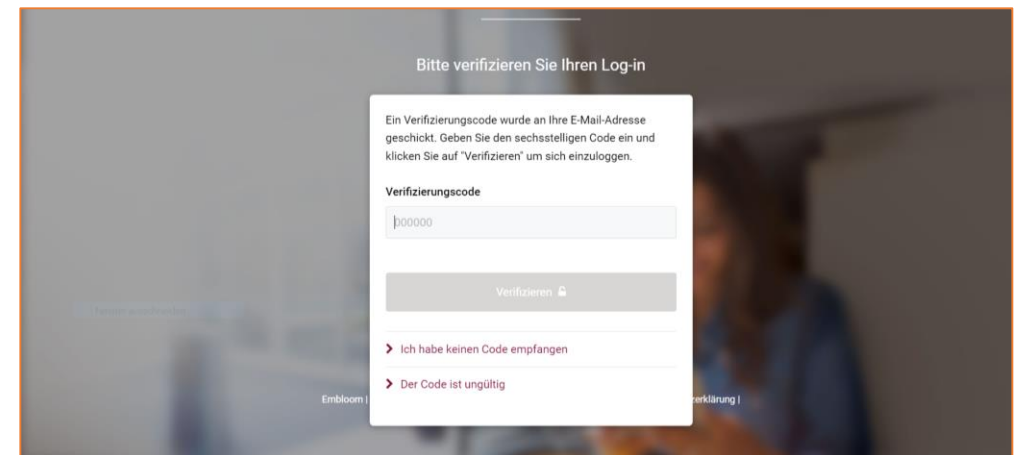 Bitte verifizieren Sie Ihren Log-in
Ein Verifizierungscode wurde an Ihre E-Mail-Adresse
geschickt. Geben Sie den sechsstelligen Code ein und
klicken Sie auf "Verifizieren" um sich einzuloggen.
Verifizierungscode
000000
Verifizieren
Ich habe keinen Code empfangen
Der Code ist ungültig
Embloom | zerklärung |